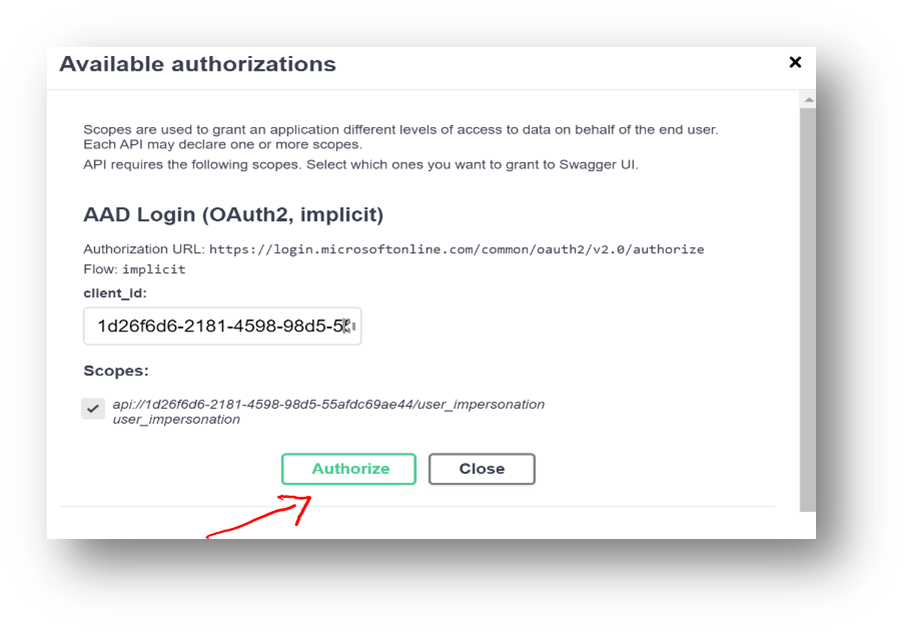 Available authorizations
Scopes are used to grant an application different levels of access to data on behalf of the end user.
Each API may declare one or more scopes.
API requires the following scopes. Select which ones you want to grant to Swagger UI.
AAD Login (OAuth2, implicit)
Authorization URL: https://login.microsoftonline.com/common/oauth2/v2.0/authorize
Flow: implicit
client_id:
1d26f6d6-2181-4598-98d5-5
Scopes:
api://1d26f6d6-2181-4598-98d5-55afdc69ae44/user_impersonation
user_impersonation
Authorize Close